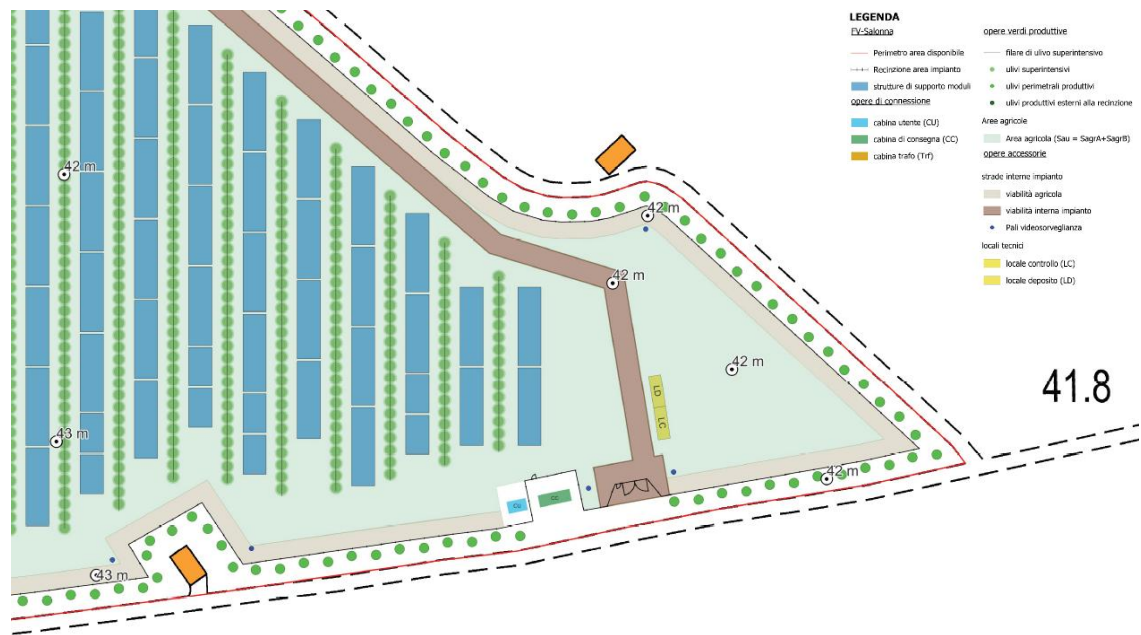 LEGENDA
FV-Salonna
Perimetro area disponibile
Recinzione area impianto
strutture di supporto moduli
opere di connessione
cabina utente (CU)
cabina di consegna (CC)
cabina trafo (Trf)
opere verdi produttive
filare di ulivo superintensivo
ulivi superintensivi
ulivi perimetrali produttivi
ulivi produttivi esterni alla recinzione
Aree agricole
Area agricola (Sau = SagrA+SagrB)
opere accessorie
strade interne impianto
viabilità agricola
viabilità interna impianto
Pali videosorveglianza
locali tecnici
locale controllo (LC)
locale deposito (LD)
42 m
42 m
42 m
42 m
LD
LC
41.8
43 m
42 m
CU
CC
43 m